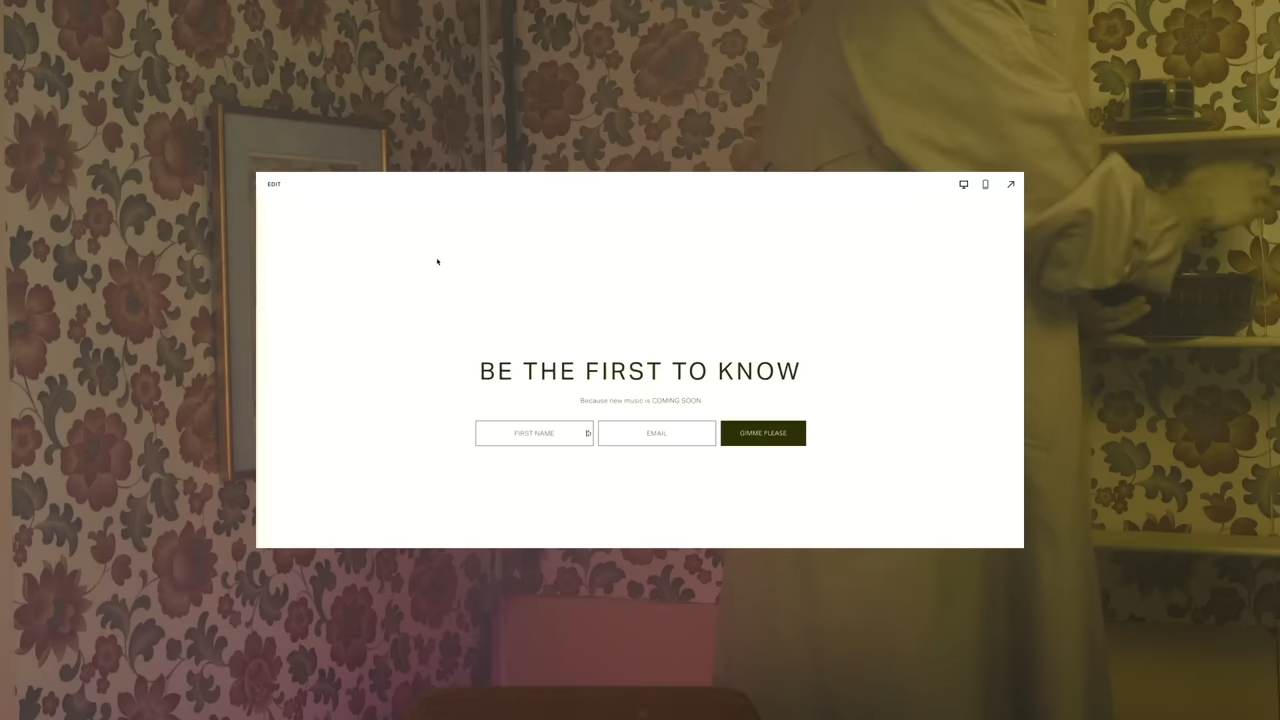 EDIT
BE THE FIRST TO KNOW
Because new music is COMING SOON
FIRST NAME
EMAIL
GIMME PLEASE